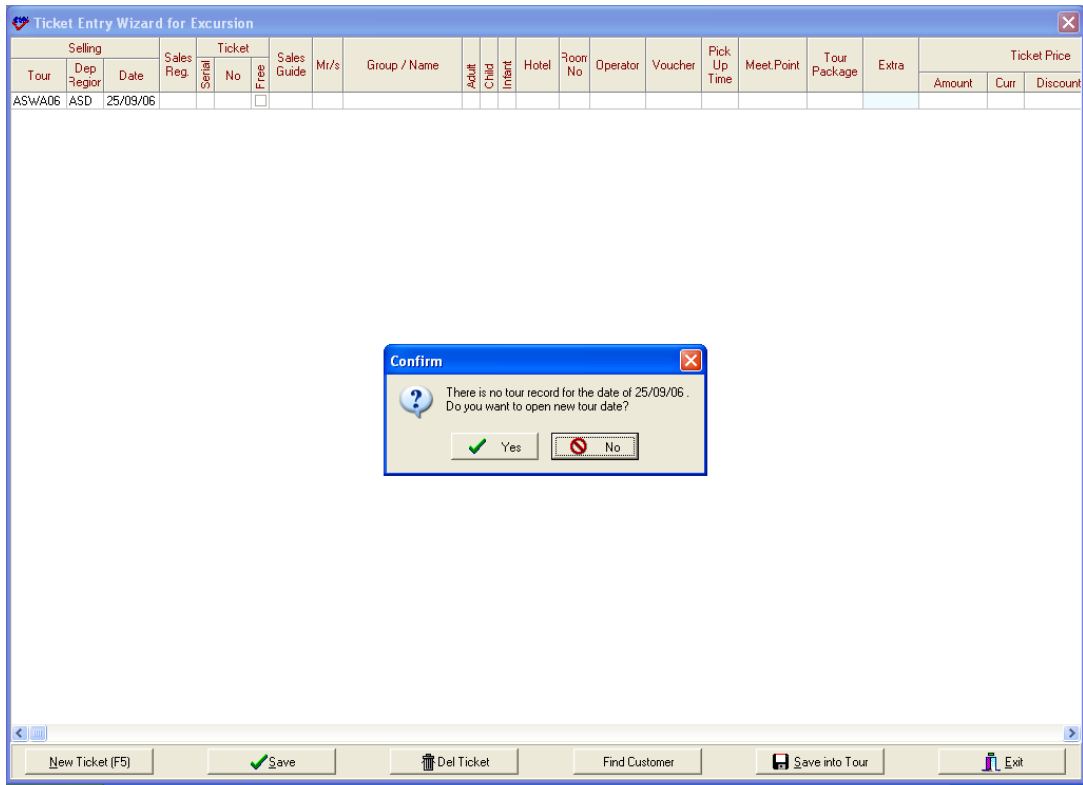 Ticket Entry Wizard for Excursion
Selling
Ticket
Ticket Price
Tour
Dep Regior
Date
Sales Reg.
Serial
No
Free
Sales Guide
Mr/s
Group / Name
Adult
Child
Infant
Hotel
Room No
Operator
Voucher
Pick Up Time
Meet.Point
Tour Package
Extra
Amount
Curr
Discount
ASWA06 ASD 25/09/06
Confirm
There is no tour record for the date of 25/09/06 .
Do you want to open new tour date?
Yes
No
New Ticket (F5)
Save
Del Ticket
Find Customer
Save into Tour
Exit